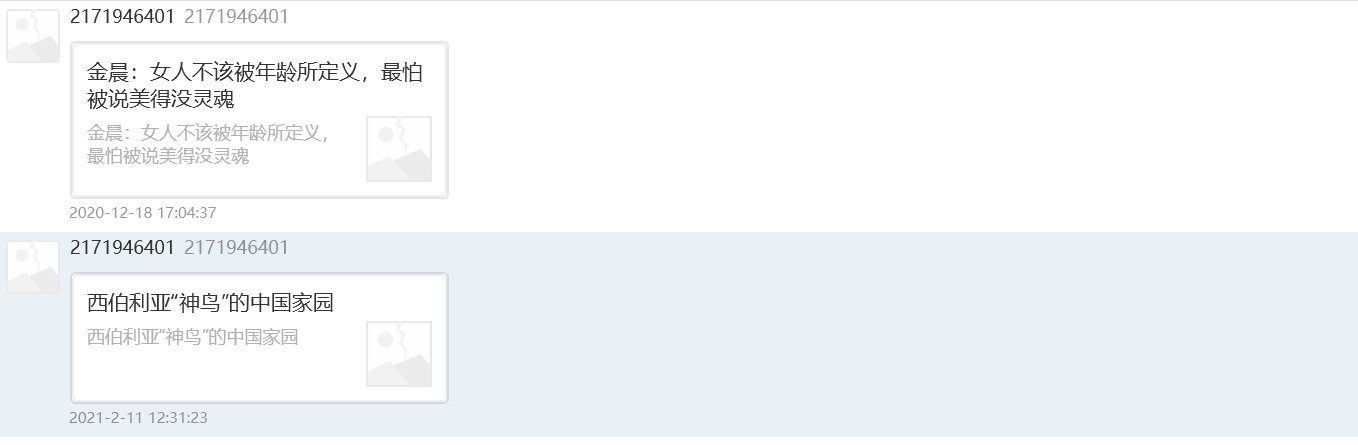 2171946401 2171946401
金晨：女人不该被年龄所定义，最怕
被说美得没灵魂
金晨：女人不该被年龄所定义，
最怕被说美得没灵魂
2020-12-18 17:04:37
2171946401 2171946401
西伯利亚“神鸟”的中国家园
西伯利亚“神鸟”的中国家园
2021-2-11 12:31:23